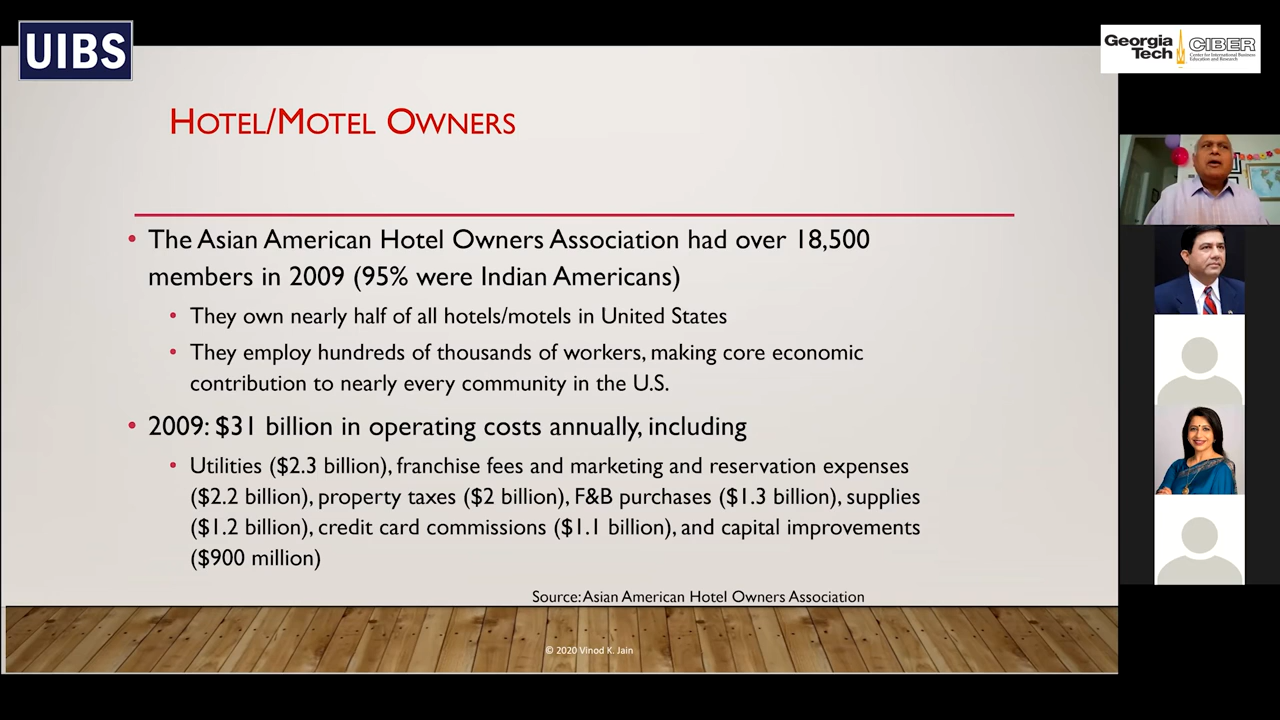 UIBS
Georgia Tech CIBER
Center for International Business
Education and Research
HOTEL/MOTEL OWNERS
• The Asian American Hotel Owners Association had over 18,500
members in 2009 (95% were Indian Americans)
• They own nearly half of all hotels/motels in United States
• They employ hundreds of thousands of workers, making core economic
contribution to nearly every community in the U.S.
• 2009: $31 billion in operating costs annually, including
• Utilities ($2.3 billion), franchise fees and marketing and reservation expenses
($2.2 billion), property taxes ($2 billion), F&B purchases ($1.3 billion), supplies
($1.2 billion), credit card commissions ($1.1 billion), and capital improvements
($900 million)
Source: Asian American Hotel Owners Association
© 2020 Vinod K. Jain